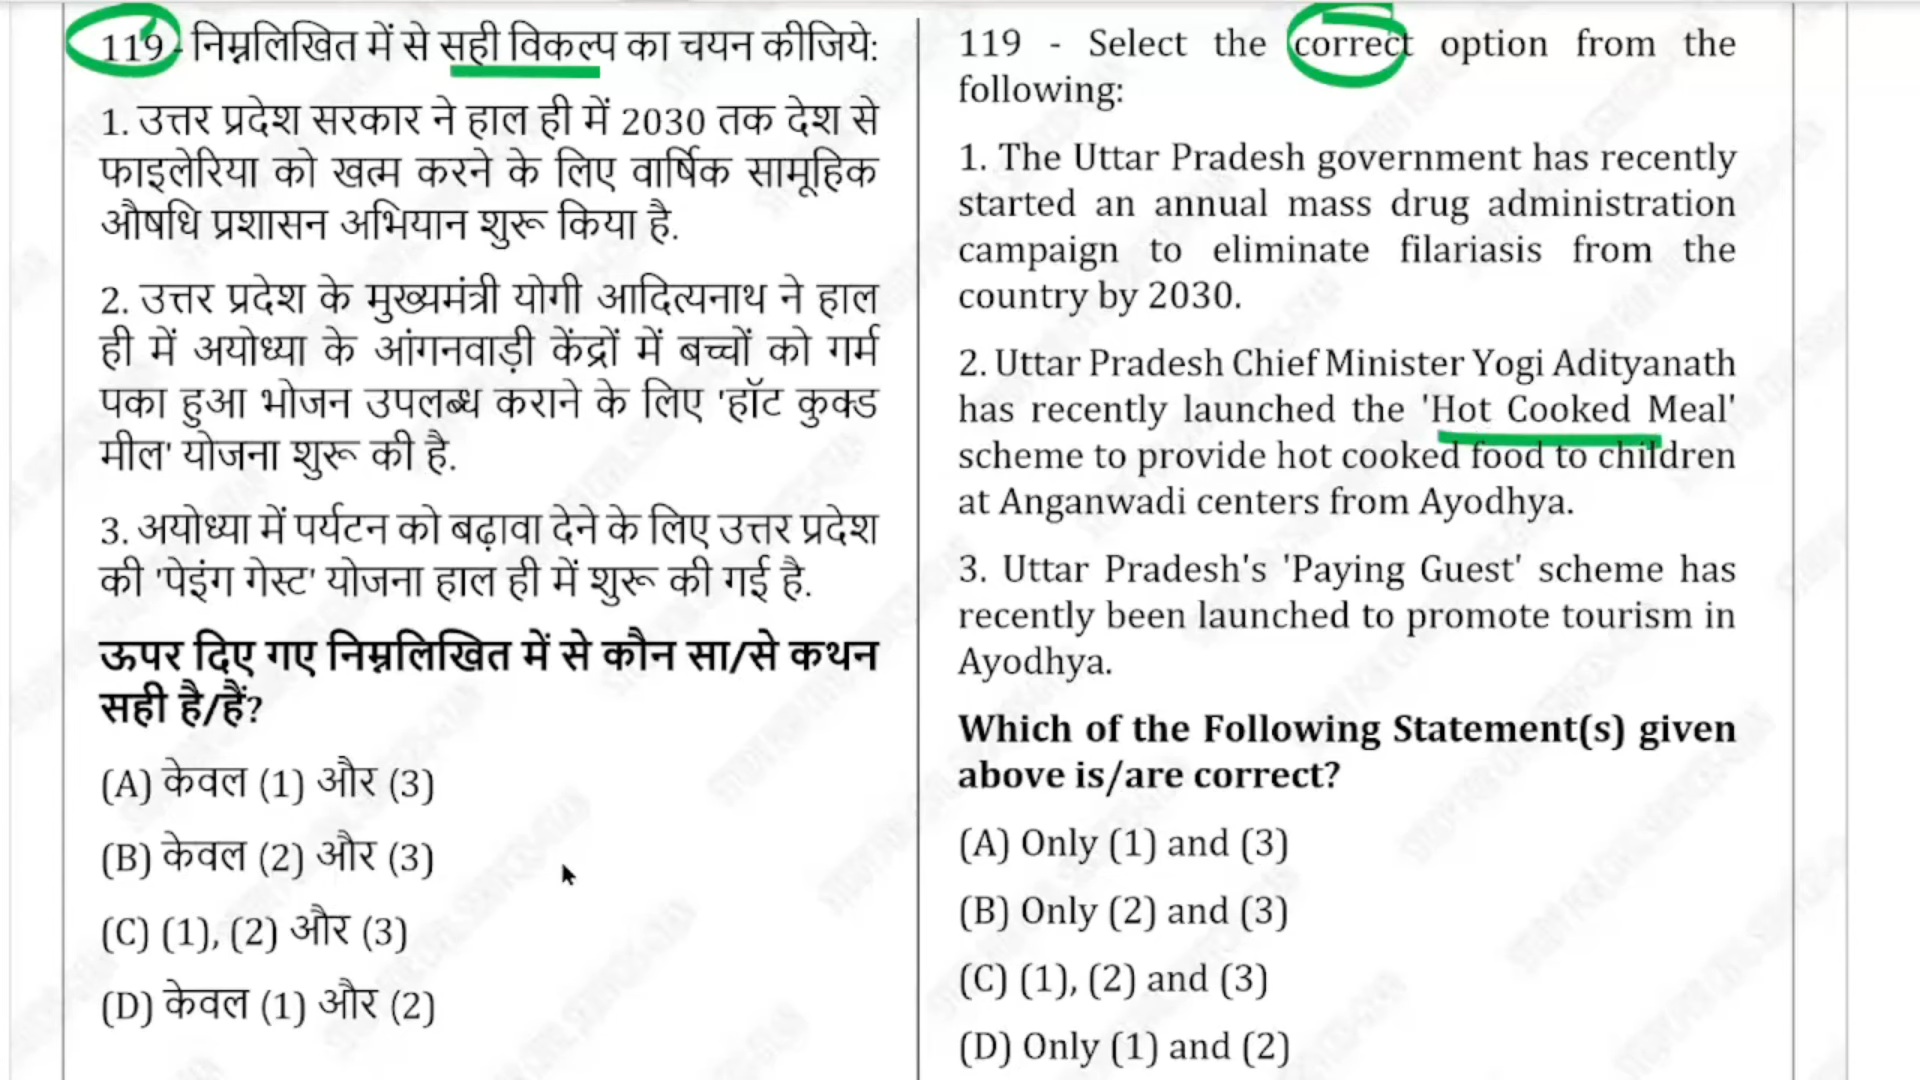 119 - निम्नलिखित में से सही विकल्प का चयन कीजिये:
1. उत्तर प्रदेश सरकार ने हाल ही में 2030 तक देश से
फाइलेरिया को खत्म करने के लिए वार्षिक सामूहिक
औषधि प्रशासन अभियान शुरू किया है.
2. उत्तर प्रदेश के मुख्यमंत्री योगी आदित्यनाथ ने हाल
ही में अयोध्या के आंगनवाड़ी केंद्रों में बच्चों को गर्म
पका हुआ भोजन उपलब्ध कराने के लिए 'हॉट कुक्ड
मील' योजना शुरू की है.
3. अयोध्या में पर्यटन को बढ़ावा देने के लिए उत्तर प्रदेश
की 'पेइंग गेस्ट' योजना हाल ही में शुरू की गई है.
ऊपर दिए गए निम्नलिखित में से कौन सा/से कथन
सही है/हैं?
(A) केवल (1) और (3)
(B) केवल (2) और (3)
(C) (1), (2) और (3)
(D) केवल (1) और (2)
119 - Select the correct option from the
following:
1. The Uttar Pradesh government has recently
started an annual mass drug administration
campaign to eliminate filariasis from the
country by 2030.
2. Uttar Pradesh Chief Minister Yogi Adityanath
has recently launched the 'Hot Cooked Meal'
scheme to provide hot cooked food to children
at Anganwadi centers from Ayodhya.
3. Uttar Pradesh's 'Paying Guest' scheme has
recently been launched to promote tourism in
Ayodhya.
Which of the Following Statement(s) given
above is/are correct?
(A) Only (1) and (3)
(B) Only (2) and (3)
(C) (1), (2) and (3)
(D) Only (1) and (2)